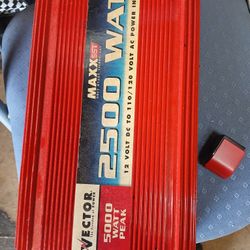 VECTOR
MAXX SST
2500 WAT
12 VOLT DC TO 110/120 VOLT AC POWER IN
5000
WATT
PEAK